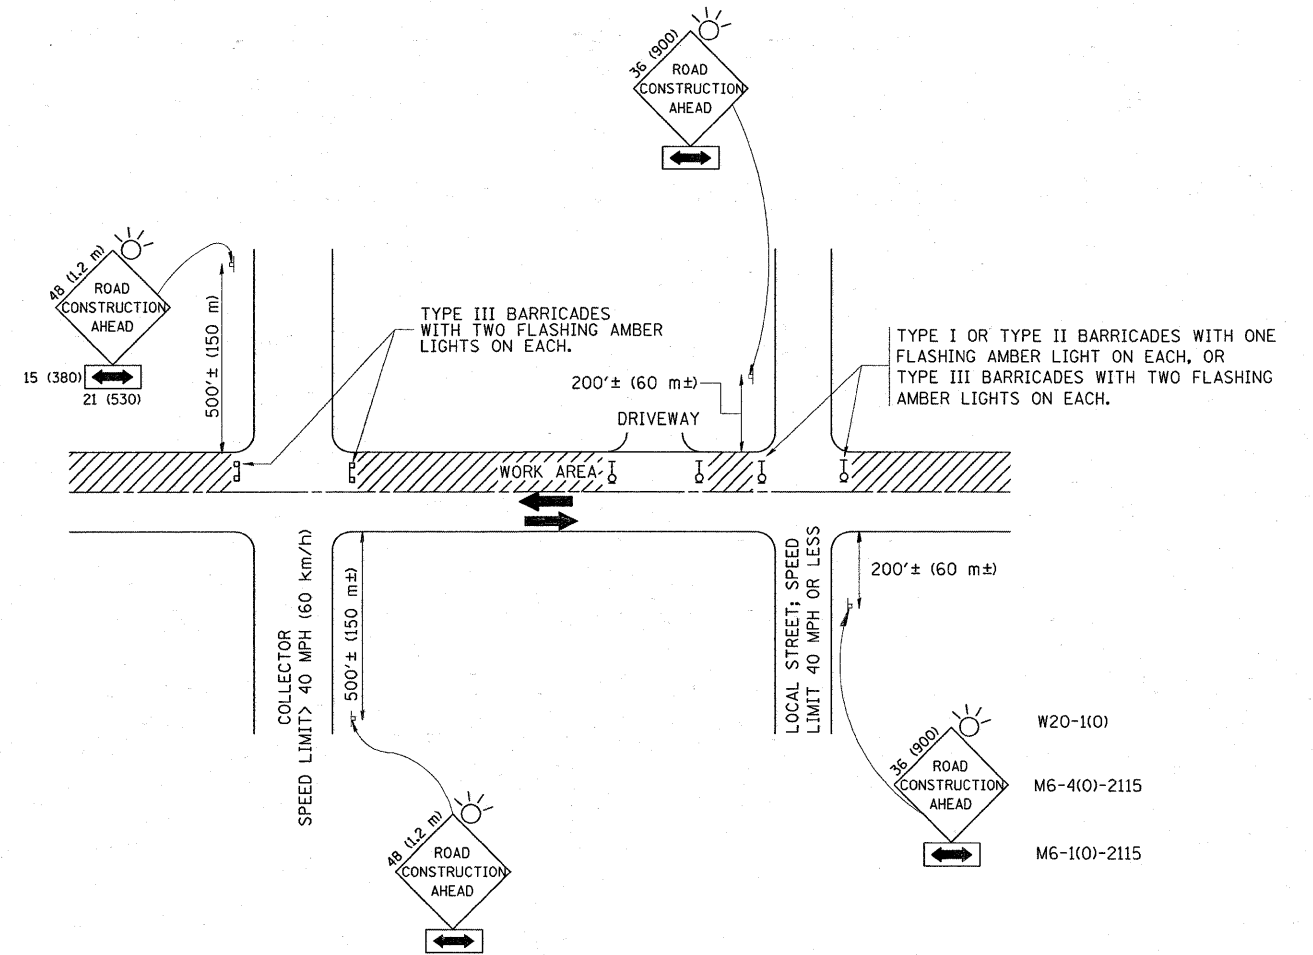 36 (900)
ROAD
CONSTRUCTION
AHEAD
48 (1.2 m)
ROAD
CONSTRUCTION
AHEAD
15 (380)
21 (530)
500'± (150 m)
TYPE III BARRICADES
WITH TWO FLASHING AMBER
LIGHTS ON EACH.
200'± (60 m±)
DRIVEWAY
TYPE I OR TYPE II BARRICADES WITH ONE
FLASHING AMBER LIGHT ON EACH, OR
TYPE III BARRICADES WITH TWO FLASHING
AMBER LIGHTS ON EACH.
WORK AREA
COLLECTOR
SPEED LIMIT> 40 MPH (60 km/h)
500'± (150 m±)
LOCAL STREET; SPEED
LIMIT 40 MPH OR LESS
200'± (60 m±)
36 (900)
ROAD
CONSTRUCTION
AHEAD
W20-1(O)
M6-4(O)-2115
M6-1(O)-2115
48 (1.2 m)
ROAD
CONSTRUCTION
AHEAD